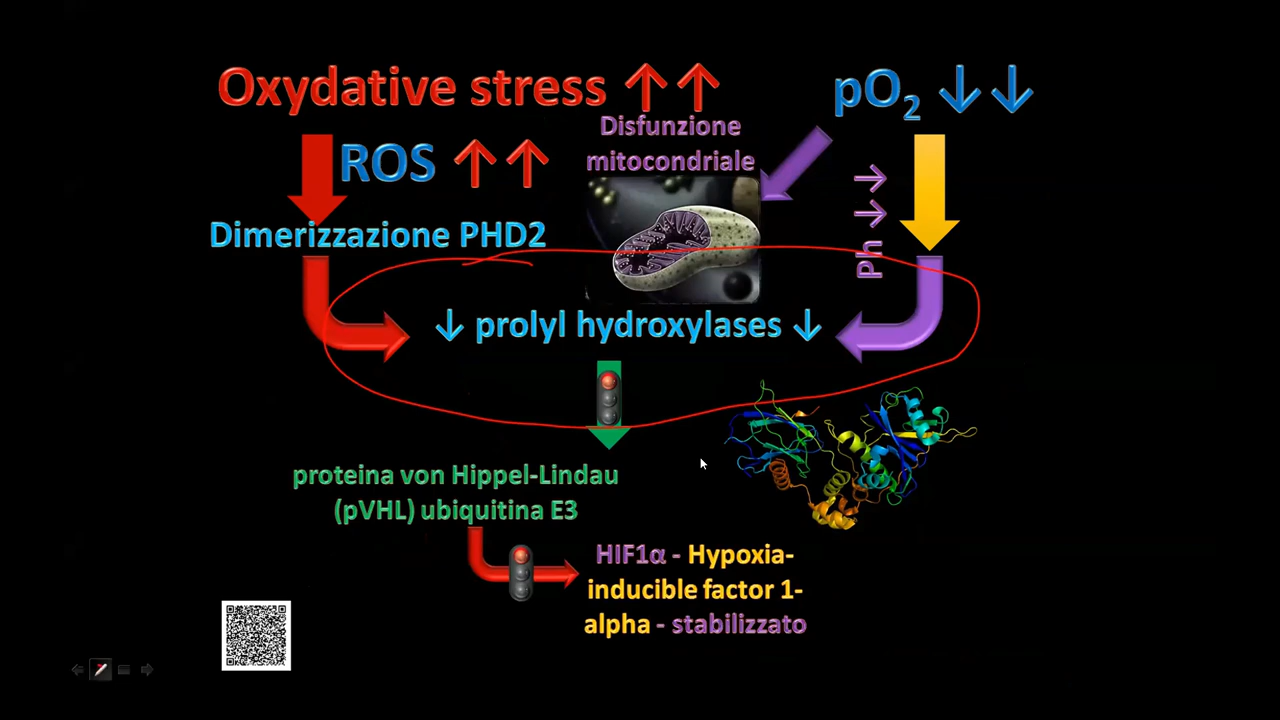 Oxydative stress ↑↑
pO₂ ↓↓
Disfunzione
mitocondriale
ROS ↑↑
Ph ↓↓
Dimerizzazione PHD2
↓ prolyl hydroxylases ↓
proteina von Hippel-Lindau
(pVHL) ubiquitina E3
HIF1α - Hypoxia-
inducible factor 1-
alpha - stabilizzato